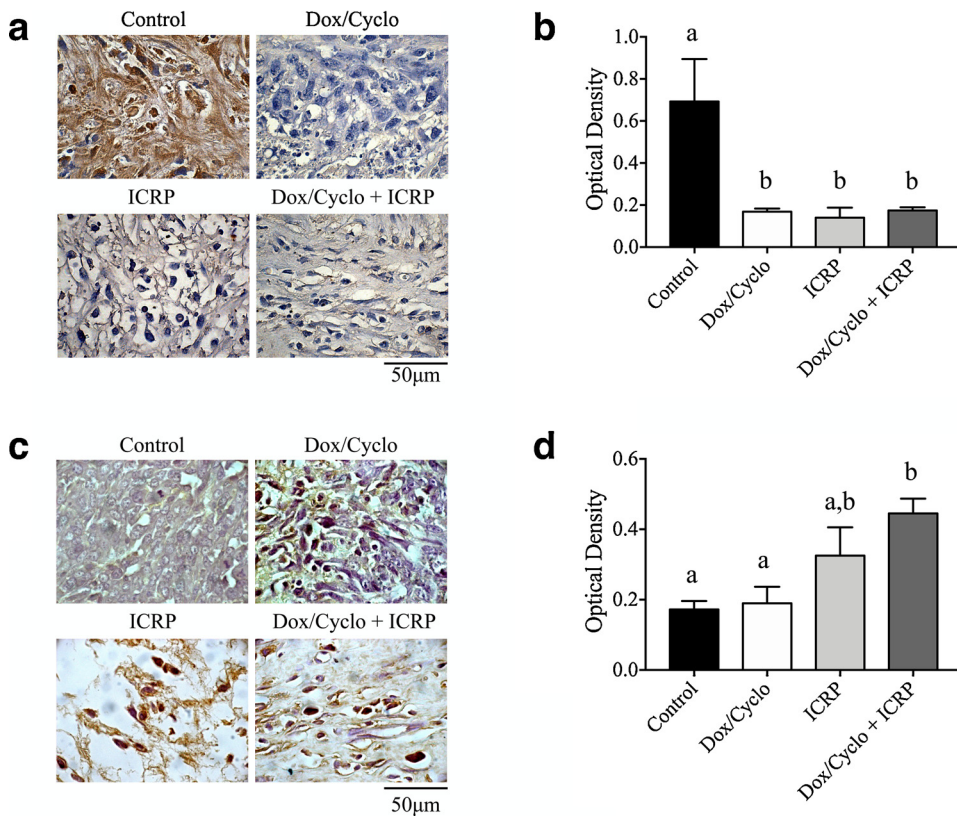 a
Control
Dox/Cyclo
ICRP
Dox/Cyclo + ICRP
50μm
b
Optical Density
1.0
0.8
0.6
0.4
0.2
0.0
a
b
b
b
Control
Dox/Cyclo
ICRP
Dox/Cyclo + ICRP
c
Control
Dox/Cyclo
ICRP
Dox/Cyclo + ICRP
50μm
d
Optical Density
0.6
0.4
0.2
0.0
a
a
a,b
b
Control
Dox/Cyclo
ICRP
Dox/Cyclo + ICRP